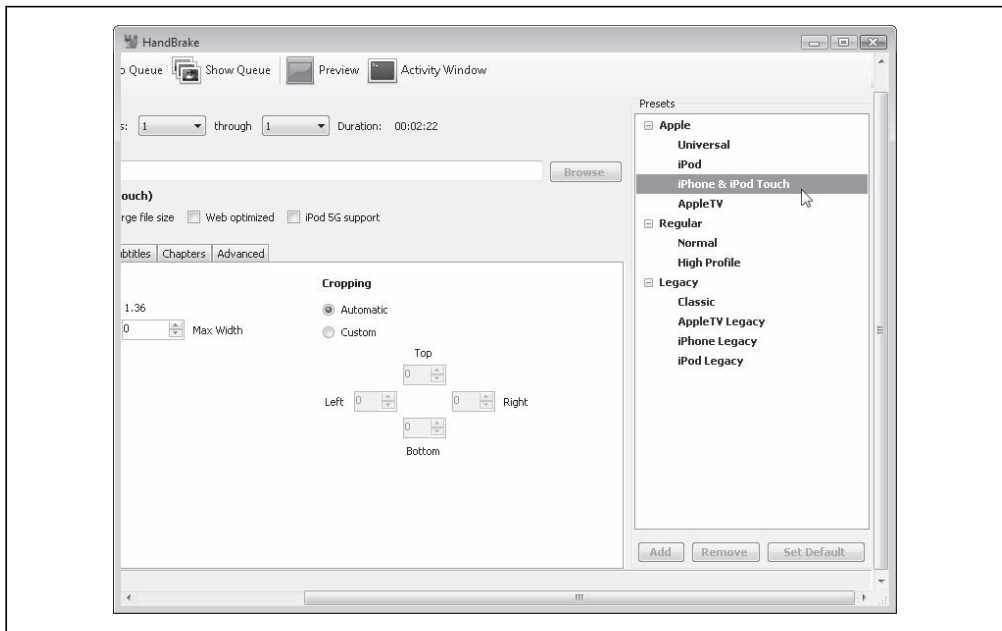 HandBrake
o Queue Show Queue Preview Activity Window
s: 1 through 1 Duration: 00:02:22
Browse
ouch)
rge file size Web optimized iPod 5G support
ubtitles Chapters Advanced
1.36
0 Max Width
Cropping
Automatic
Custom
Top
0
Left 0 0 Right
0
Bottom
Presets
Apple
Universal
iPod
iPhone & iPod Touch
AppleTV
Regular
Normal
High Profile
Legacy
Classic
AppleTV Legacy
iPhone Legacy
iPod Legacy
Add Remove Set Default